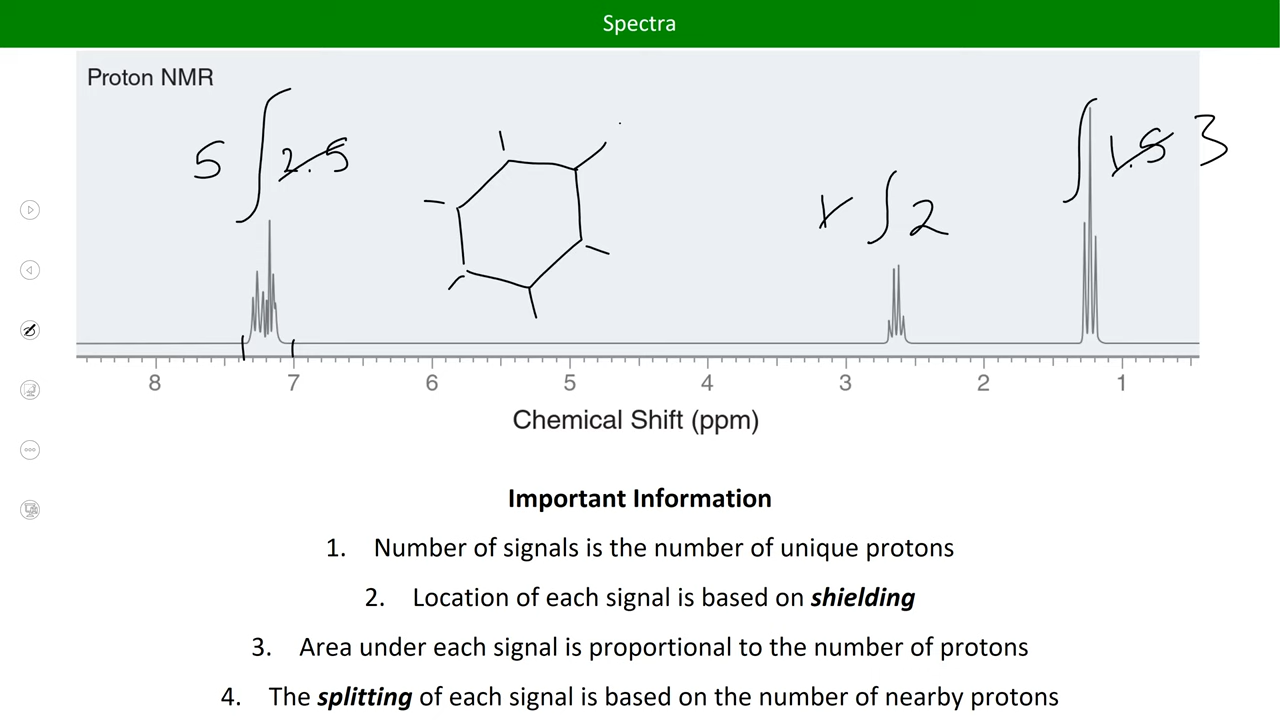 Spectra
Proton NMR
5 ∫ 2.5
1 ∫ 2
∫ 1.5 3
8 7 6 5 4 3 2 1
Chemical Shift (ppm)
Important Information
1. Number of signals is the number of unique protons
2. Location of each signal is based on shielding
3. Area under each signal is proportional to the number of protons
4. The splitting of each signal is based on the number of nearby protons